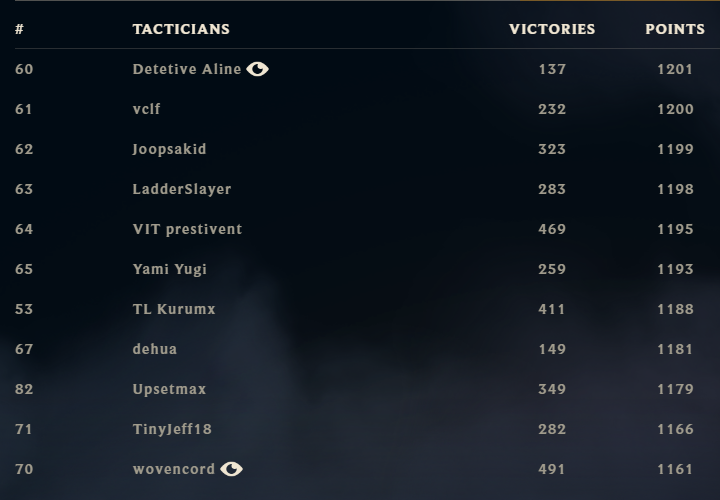 # TACTICIANS VICTORIES POINTS
60 Detetive Aline 137 1201
61 vclf 232 1200
62 Joopsakid 323 1199
63 LadderSlayer 283 1198
64 VIT prestivent 469 1195
65 Yami Yugi 259 1193
53 TL Kurumx 411 1188
67 dehua 149 1181
82 Upsetmax 349 1179
71 TinyJeff18 282 1166
70 wovencord 491 1161